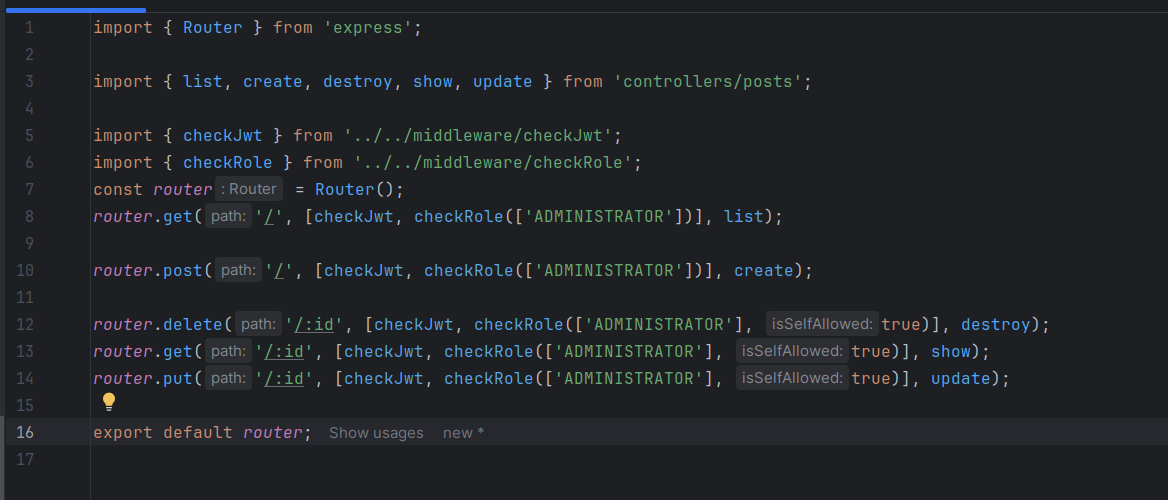 1 import { Router } from 'express';
2
3 import { list, create, destroy, show, update } from 'controllers/posts';
4
5 import { checkJwt } from '../../middleware/checkJwt';
6 import { checkRole } from '../../middleware/checkRole';
7 const router : Router = Router();
8 router.get( path: '/', [checkJwt, checkRole(['ADMINISTRATOR'])], list);
9
10 router.post( path: '/', [checkJwt, checkRole(['ADMINISTRATOR'])], create);
11
12 router.delete( path: '/:id', [checkJwt, checkRole(['ADMINISTRATOR'], isSelfAllowed: true)], destroy);
13 router.get( path: '/:id', [checkJwt, checkRole(['ADMINISTRATOR'], isSelfAllowed: true)], show);
14 router.put( path: '/:id', [checkJwt, checkRole(['ADMINISTRATOR'], isSelfAllowed: true)], update);
15
16 export default router; Show usages new *
17